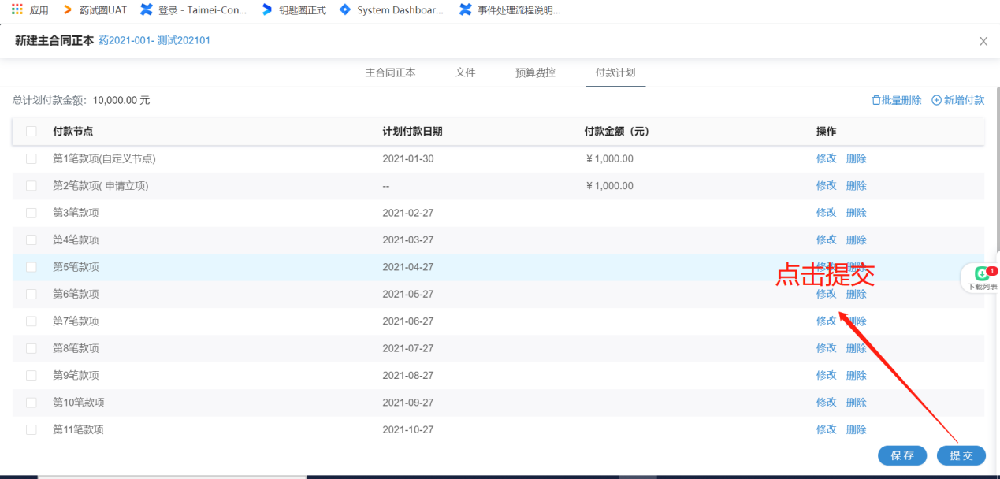 应用 药试圈UAT 登录 - Taimei-Con... 钥匙圈正式 System Dashboar... 事件处理流程说明...
新建主合同正本 药2021-001- 测试202101 X
主合同正本 文件 预算费控 付款计划
总计划付款金额: 10,000.00 元 批量删除 新增付款
付款节点 计划付款日期 付款金额（元） 操作
第1笔款项(自定义节点) 2021-01-30 ¥ 1,000.00 修改 删除
第2笔款项( 申请立项) -- ¥ 1,000.00 修改 删除
第3笔款项 2021-02-27 修改 删除
第4笔款项 2021-03-27 修改 删除
第5笔款项 2021-04-27 修改 删除
点击提交
1
下载列表
第6笔款项 2021-05-27 修改 删除
第7笔款项 2021-06-27 修改 删除
第8笔款项 2021-07-27 修改 删除
第9笔款项 2021-08-27 修改 删除
第10笔款项 2021-09-27 修改 删除
第11笔款项 2021-10-27 修改 删除
保存 提交